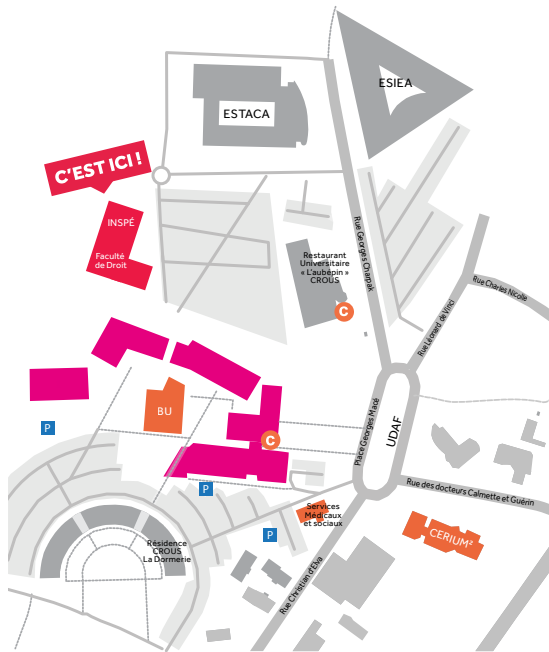 ESIEA
ESTACA
C'EST ICI !
INSPÉ
Faculté
de Droit
Rue Georges Charpak
Restaurant
Universitaire
« L'aubépin »
CROUS
C
Rue Charles Nicolle
Rue Léonard de Vinci
BU
Place Georges Macé
UDAF
P
C
P
Rue des docteurs Calmette et Guérin
Services
Médicaux
et sociaux
P
CERIUM²
Résidence
CROUS
La Dormerie
Rue Christian d'Elva